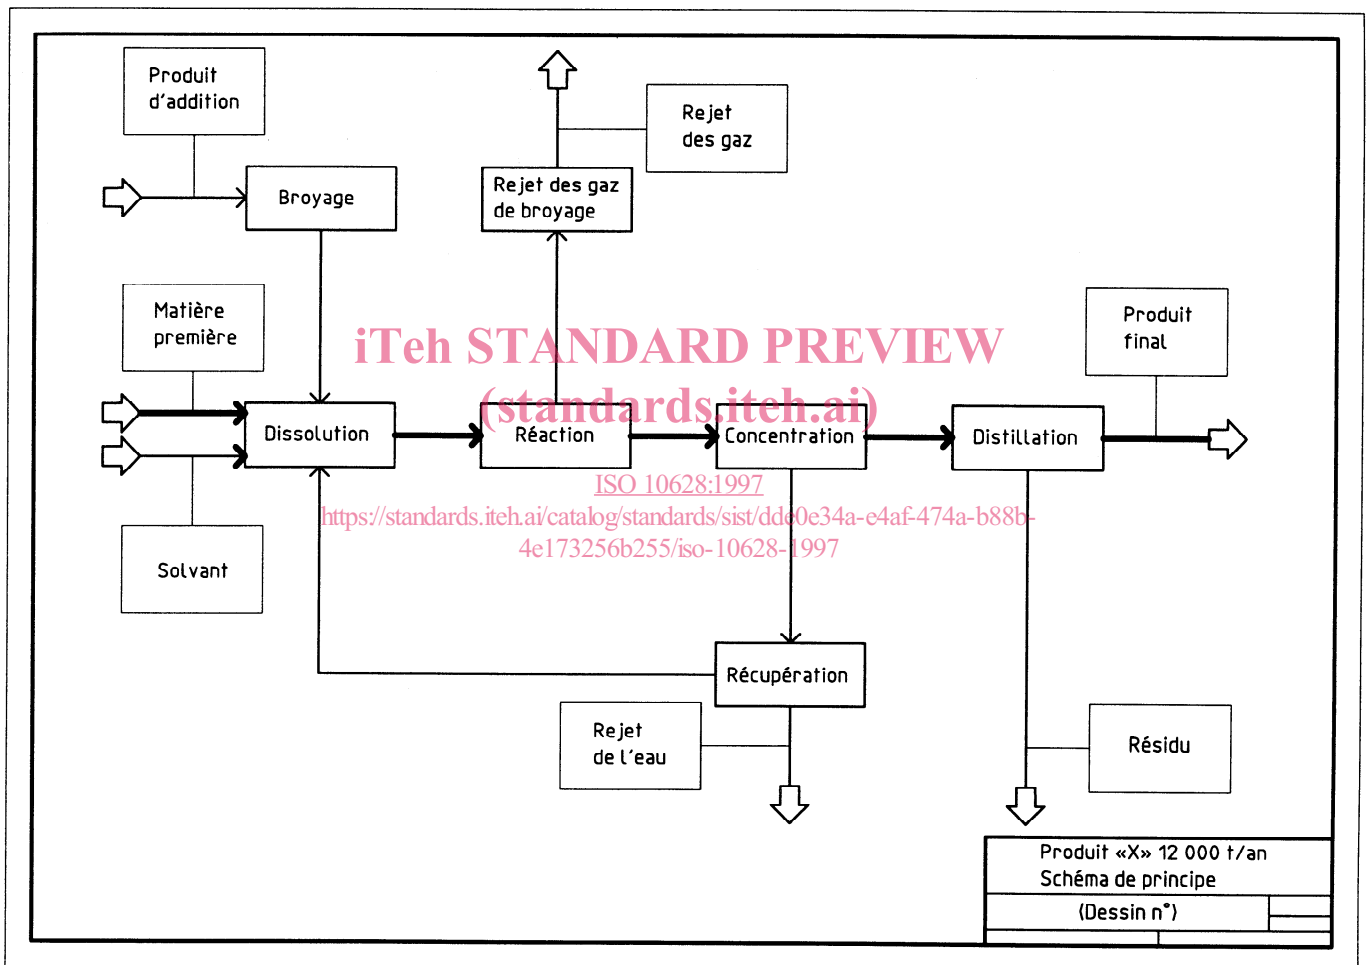 Produit
d'addition
Rejet
des gaz
Broyage
Rejet des gaz
de broyage
Matière
première
Produit
final
iTeh STANDARD PREVIEW
(standards.iteh.ai)
Dissolution
Réaction
Concentration
Distillation
ISO 10628:1997
https://standards.iteh.ai/catalog/standards/sist/ddc0e34a-e4af-474a-b88b-
4e173256b255/iso-10628-1997
Solvant
Récupération
Rejet
de l'eau
Résidu
Produit «X» 12 000 t/an
Schéma de principe
(Dessin n°)